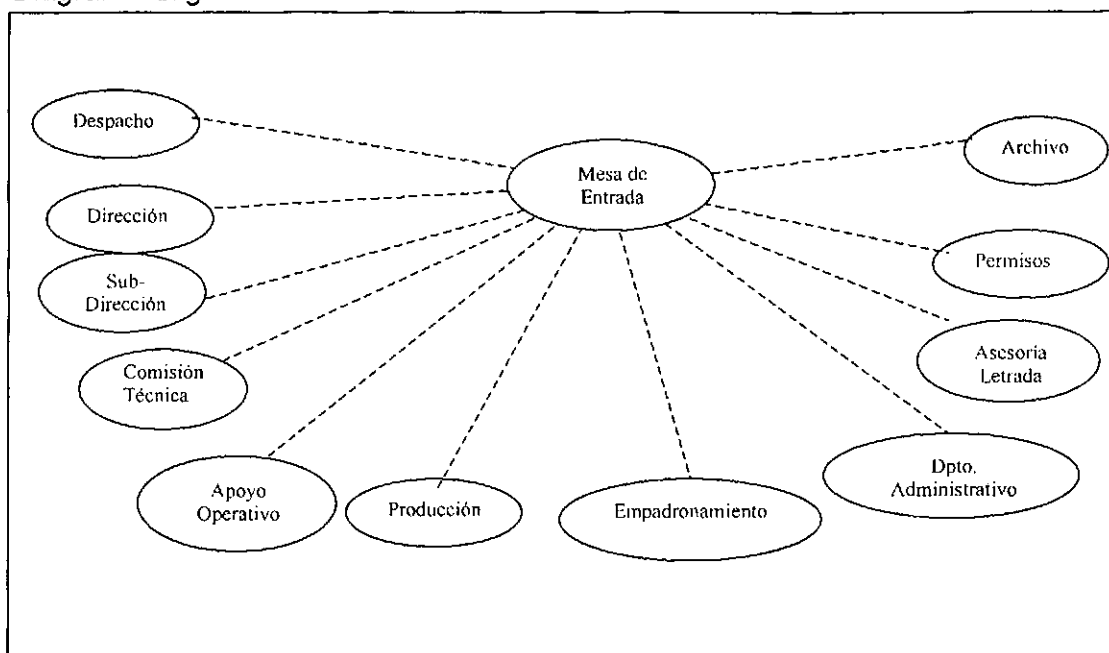 Despacho
Mesa de
Entrada
Archivo
Dirección
Permisos
Sub-
Dirección
Asesoría
Letrada
Comisión
Técnica
Dpto.
Administrativo
Apoyo
Operativo
Producción
Empadronamiento